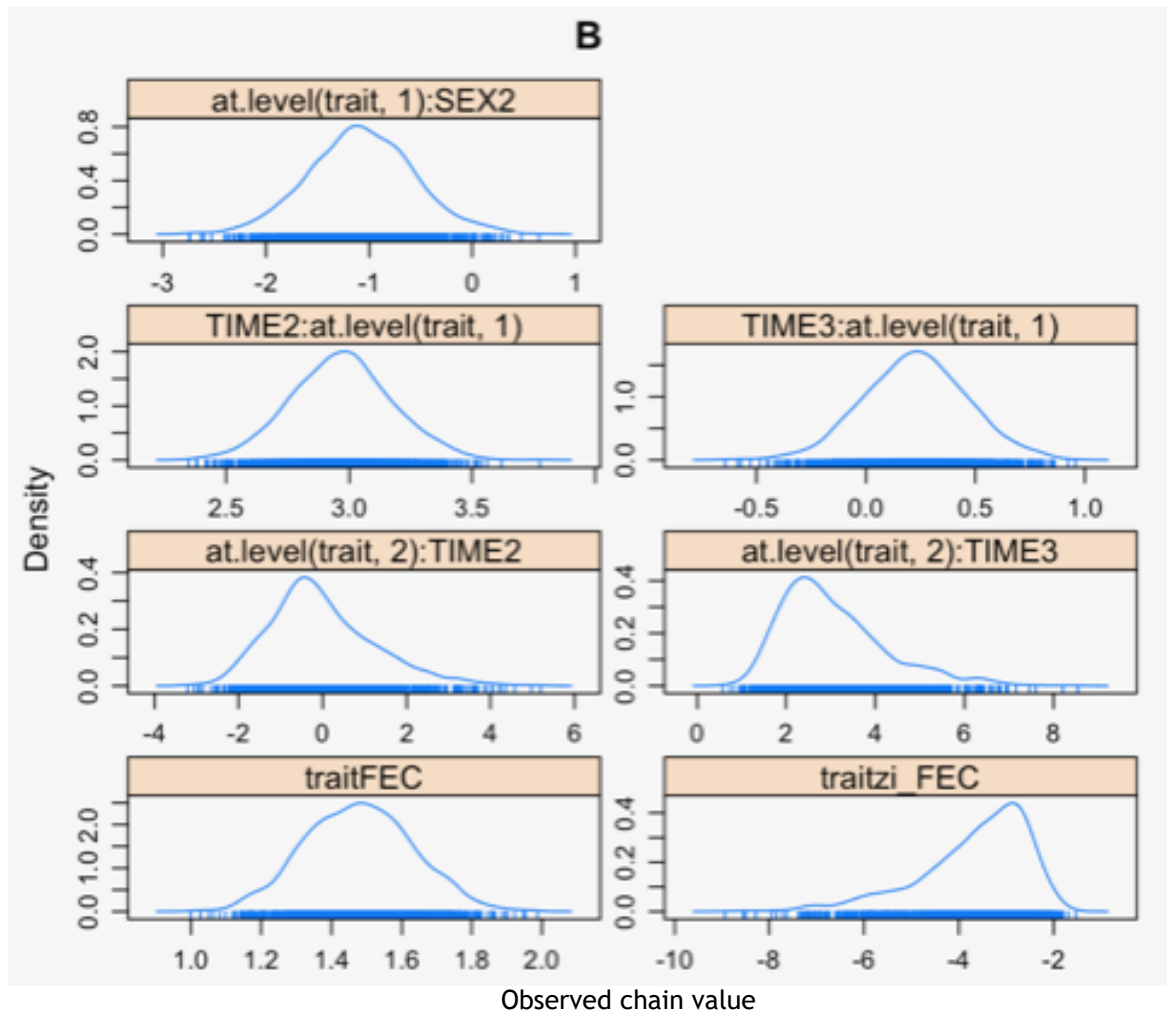 B
at.level(trait, 1):SEX2
0.0 0.4 0.8
-3 -2 -1 0 1
TIME2:at.level(trait, 1)
0.0 1.0 2.0
2.5 3.0 3.5
TIME3:at.level(trait, 1)
0.0 1.0
-0.5 0.0 0.5 1.0
Density
at.level(trait, 2):TIME2
0.0 0.2 0.4
-4 -2 0 2 4 6
at.level(trait, 2):TIME3
0.0 0.2 0.4
0 2 4 6 8
traitFEC
0.0 1.0 2.0
1.0 1.2 1.4 1.6 1.8 2.0
traitzi_FEC
0.0 0.2 0.4
-10 -8 -6 -4 -2
Observed chain value